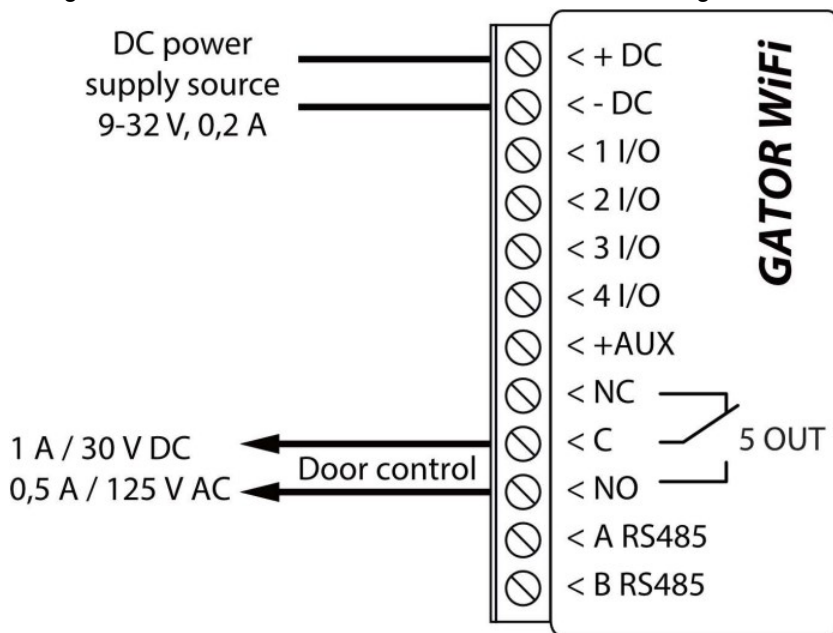 DC power
supply source
9-32 V, 0,2 A
< + DC
< - DC
< 1 I/O
< 2 I/O
< 3 I/O
< 4 I/O
< +AUX
< NC
< C
5 OUT
< NO
< A RS485
< B RS485
1 A / 30 V DC
0,5 A / 125 V AC
Door control
GATOR WiFi